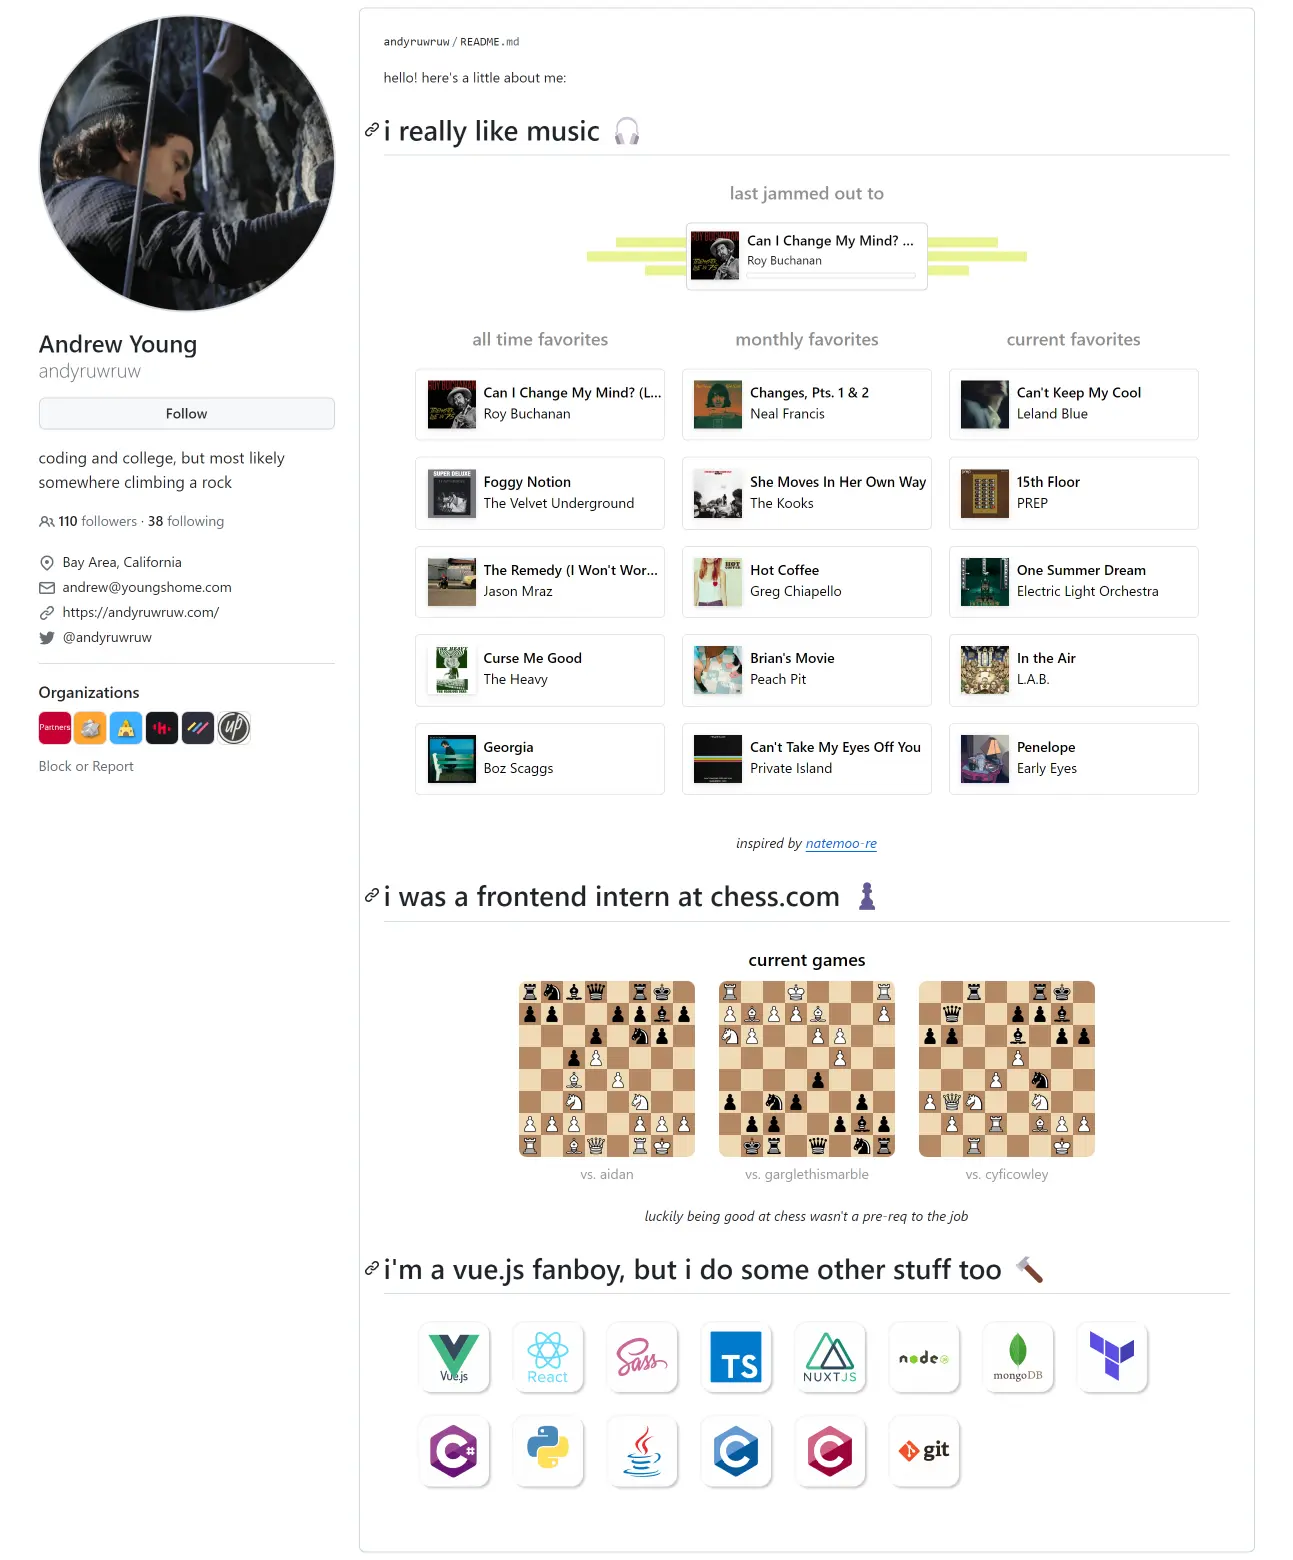 Andrew Young
andyruwruw
Follow
coding and college, but most likely
somewhere climbing a rock
110 followers · 38 following
Bay Area, California
andrew@youngshome.com
https://andyruwruw.com/
@andyruwruw
Organizations
Partners
up
Block or Report
andyruwruw / README.md
hello! here's a little about me:
i really like music
last jammed out to
Can I Change My Mind? ...
Roy Buchanan
all time favorites
Can I Change My Mind? (L...
Roy Buchanan
Foggy Notion
The Velvet Underground
The Remedy (I Won't Wor...
Jason Mraz
Curse Me Good
The Heavy
Georgia
Boz Scaggs
monthly favorites
Changes, Pts. 1 & 2
Neal Francis
She Moves In Her Own Way
The Kooks
Hot Coffee
Greg Chiapello
Brian's Movie
Peach Pit
Can't Take My Eyes Off You
Private Island
current favorites
Can't Keep My Cool
Leland Blue
15th Floor
PREP
One Summer Dream
Electric Light Orchestra
In the Air
L.A.B.
Penelope
Early Eyes
inspired by natemoo-re
i was a frontend intern at chess.com
current games
vs. aidan
vs. garglethismarble
vs. cyficowley
luckily being good at chess wasn't a pre-req to the job
i'm a vue.js fanboy, but i do some other stuff too
Vue.js
React
Sass
TS
NUXTJS
node
mongoDB
C#
C
C
git